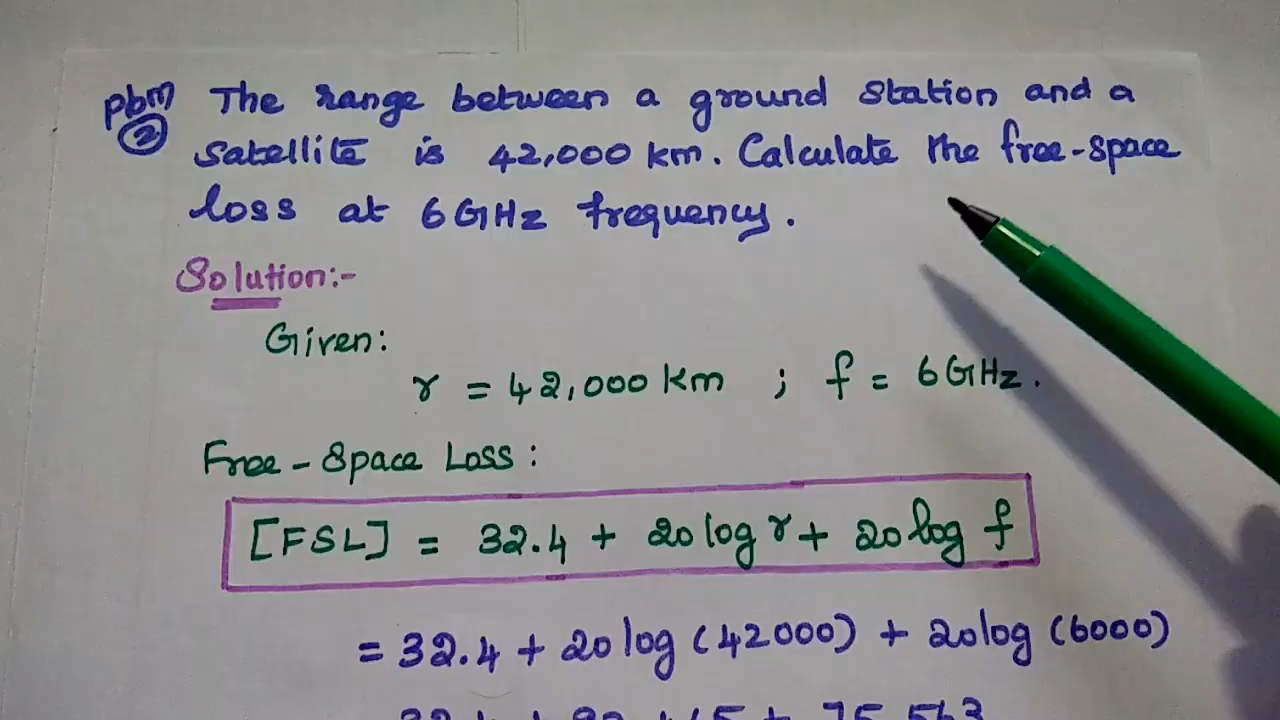 pbm The range between a ground station and a
② satellite is 42,000 km. Calculate the free-space
loss at 6 GHz frequency.
Solution:-
Given:
r = 42,000 km ; f = 6 GHz.
Free-Space Loss:
[FSL] = 32.4 + 20 log r + 20 log f
= 32.4 + 20 log (42000) + 20 log (6000)